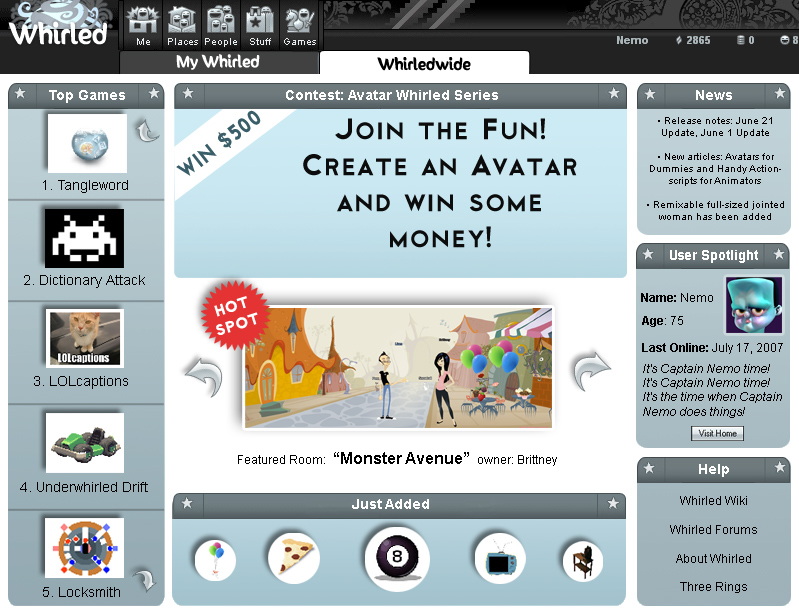 Whirled
Me
Places
People
Stuff
Games
Nemo
2865
0
8
My Whirled
Whirledwide
Top Games
1. Tangleword
2. Dictionary Attack
LOLcaptions
3. LOLcaptions
4. Underwhirled Drift
5. Locksmith
Contest: Avatar Whirled Series
WIN $500
Join the Fun!
Create an Avatar
and win some
money!
HOT
SPOT
Featured Room: “Monster Avenue” owner: Brittney
Just Added
8
News
• Release notes: June 21
Update, June 1 Update
• New articles: Avatars for
Dummies and Handy Action-
scripts for Animators
• Remixable full-sized jointed
woman has been added
User Spotlight
Name: Nemo
Age: 75
Last Online: July 17, 2007
It's Captain Nemo time!
It's Captain Nemo time!
It's the time when Captain
Nemo does things!
Visit Home
Help
Whirled Wiki
Whirled Forums
About Whirled
Three Rings